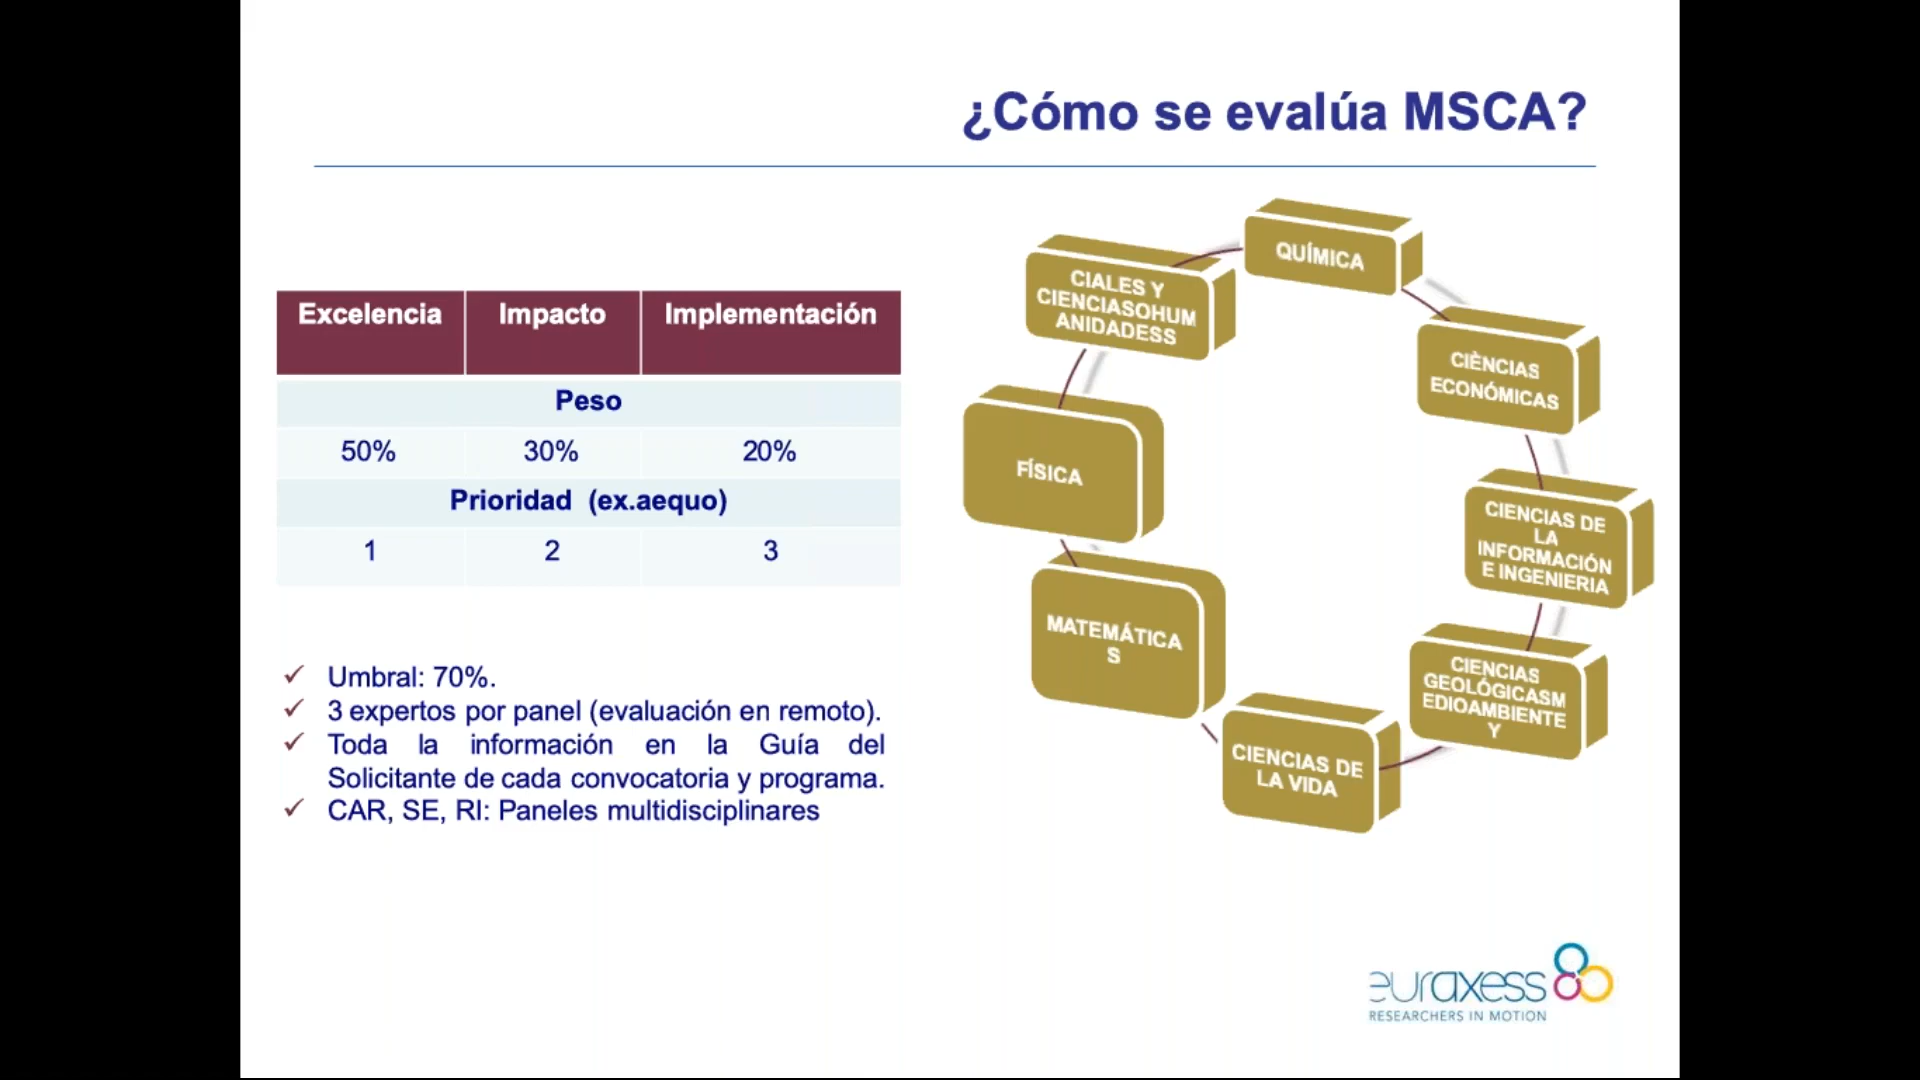 ¿Cómo se evalúa MSCA?
Excelencia Impacto Implementación
Peso
50% 30% 20%
Prioridad (ex.aequo)
1 2 3
Umbral: 70%.
3 expertos por panel (evaluación en remoto).
Toda la información en la Guía del
Solicitante de cada convocatoria y programa.
CAR, SE, RI: Paneles multidisciplinares
QUÍMICA
CIÈNCIAS
ECONÓMICAS
CIENCIAS DE
LA
INFORMACIÓN
E INGENIERIA
CIENCIAS
GEOLÓGICASM
EDIOAMBIENTE
Y
CIENCIAS DE
LA VIDA
MATEMÁTICA
S
FÍSICA
CIALES Y
CIENCIASOHUM
ANIDADESS
euraxess
RESEARCHERS IN MOTION